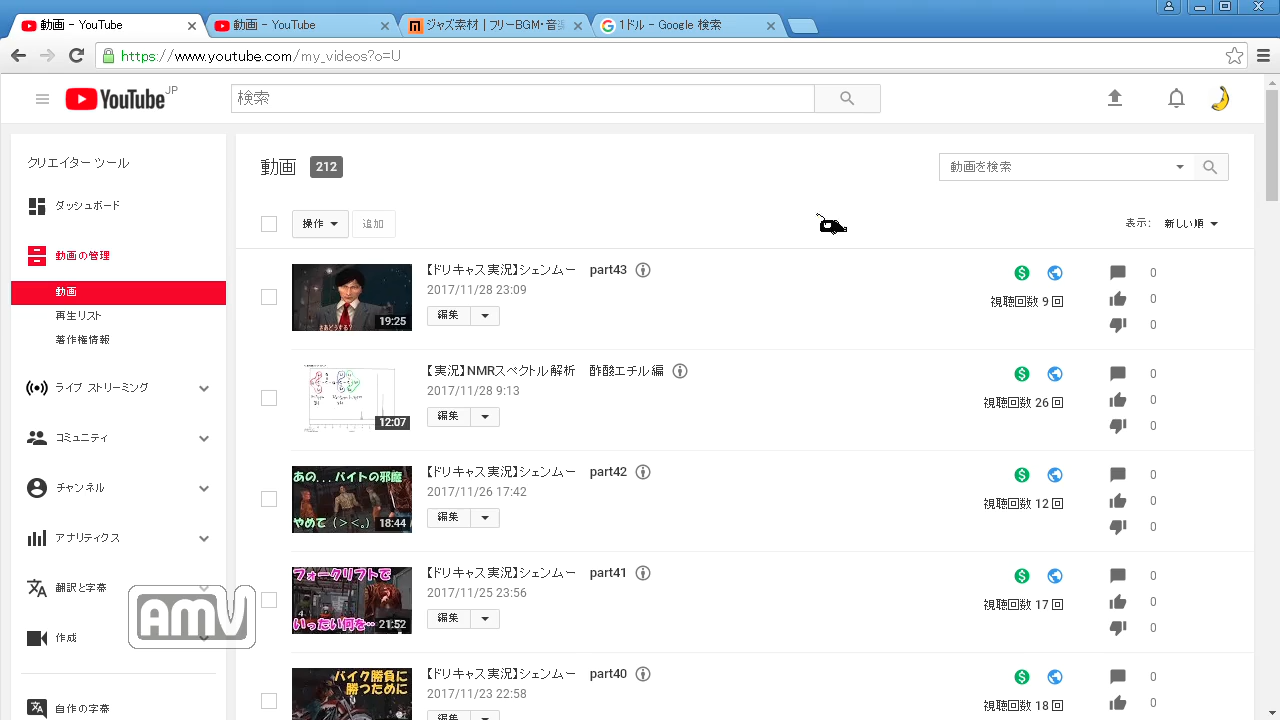 動画 - YouTube
動画 - YouTube
ジャズ素材 | フリーBGM・音
1ドル - Google 検索
https://www.youtube.com/my_videos?o=U
YouTube JP
検索
クリエイター ツール
ダッシュボード
動画の管理
動画
再生リスト
著作権情報
ライブ ストリーミング
コミュニティ
チャンネル
アナリティクス
翻訳と字幕
作成
自作の字幕
AMV
動画 212
動画を検索
操作
追加
表示: 新しい順
【ドリキャス実況】シェンムー part43
2017/11/28 23:09
編集
視聴回数 9 回
0
0
0
さあどうする?
19:25
【実況】NMRスペクトル解析 酢酸エチル編
2017/11/28 9:13
編集
視聴回数 26 回
0
0
0
12:07
【ドリキャス実況】シェンムー part42
2017/11/26 17:42
編集
視聴回数 12 回
0
0
0
あの...バイトの邪魔
やめて(><。)
18:44
【ドリキャス実況】シェンムー part41
2017/11/25 23:56
編集
視聴回数 17 回
0
0
0
フォークリフトで
いったい何を…
21:52
【ドリキャス実況】シェンムー part40
2017/11/23 22:58
編集
視聴回数 18 回
0
0
バイク勝負に
勝つために